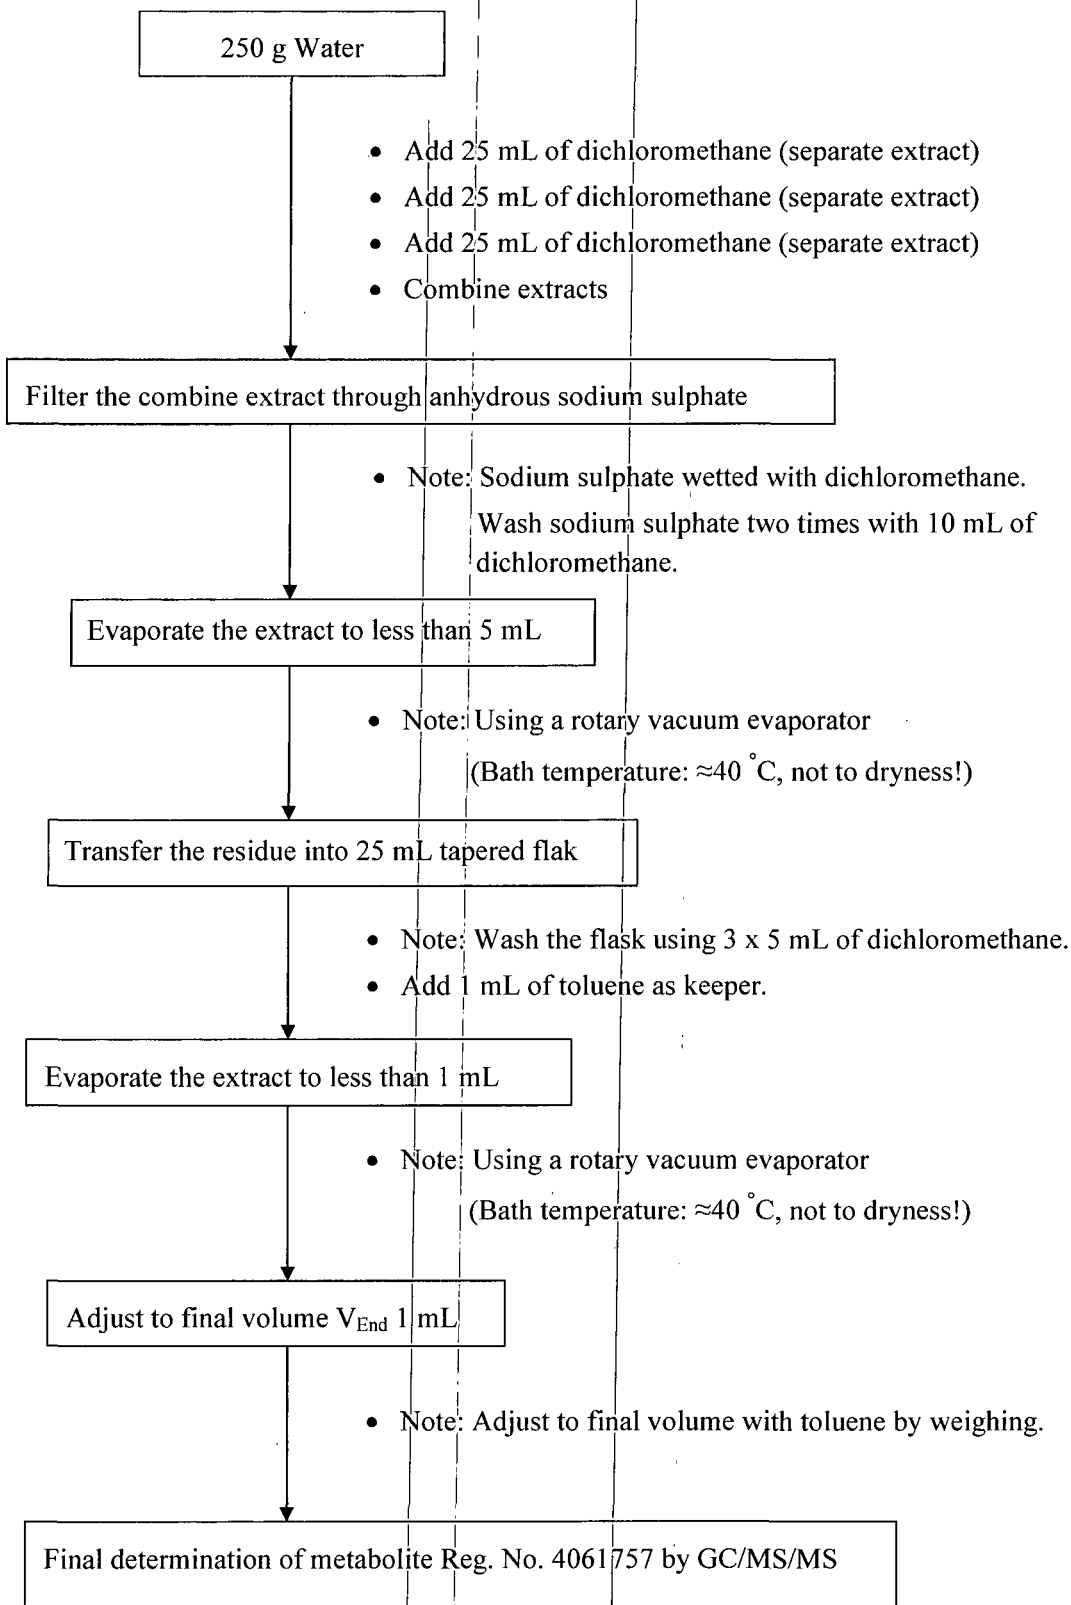 250 g Water
• Add 25 mL of dichloromethane (separate extract)
• Add 25 mL of dichloromethane (separate extract)
• Add 25 mL of dichloromethane (separate extract)
• Combine extracts
Filter the combine extract through anhydrous sodium sulphate
• Note: Sodium sulphate wetted with dichloromethane.
Wash sodium sulphate two times with 10 mL of
dichloromethane.
Evaporate the extract to less than 5 mL
• Note: Using a rotary vacuum evaporator
(Bath temperature: ≈40 °C, not to dryness!)
Transfer the residue into 25 mL tapered flak
• Note: Wash the flask using 3 x 5 mL of dichloromethane.
• Add 1 mL of toluene as keeper.
Evaporate the extract to less than 1 mL
• Note: Using a rotary vacuum evaporator
(Bath temperature: ≈40 °C, not to dryness!)
Adjust to final volume VEnd 1 mL
• Note: Adjust to final volume with toluene by weighing.
Final determination of metabolite Reg. No. 4061757 by GC/MS/MS